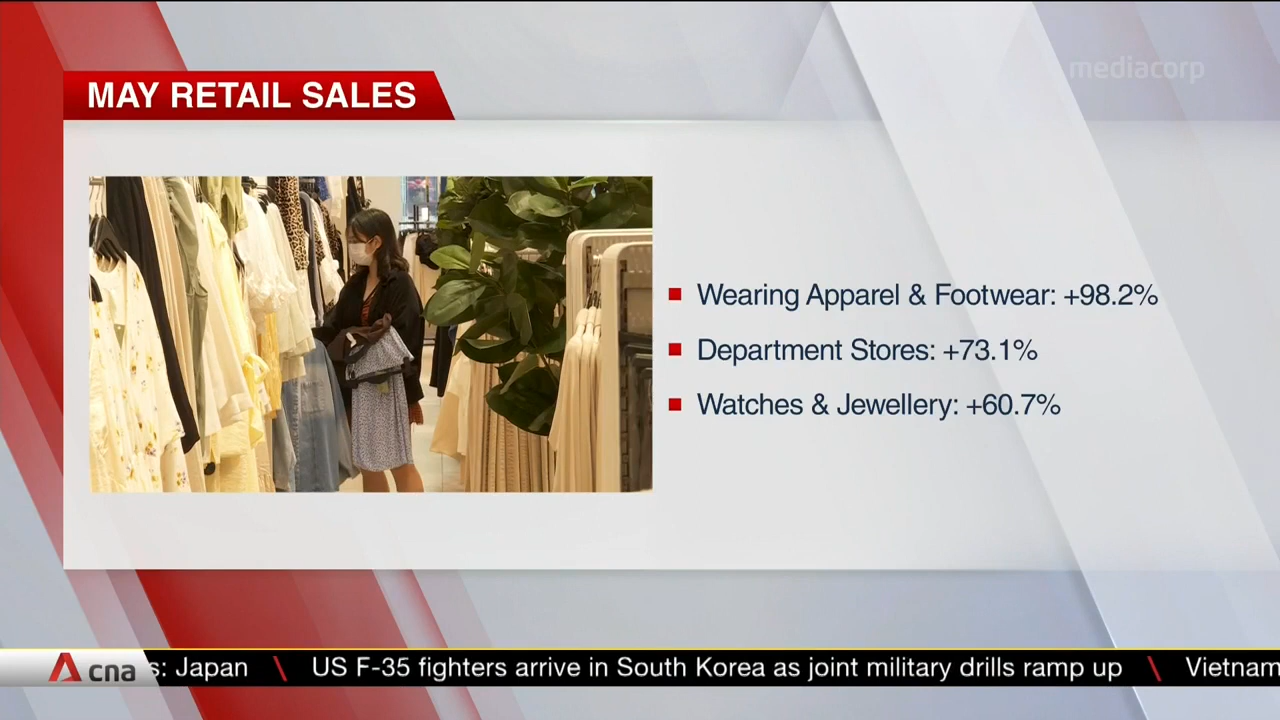 mediacorp
MAY RETAIL SALES
Wearing Apparel & Footwear: +98.2%
Department Stores: +73.1%
Watches & Jewellery: +60.7%
cna s: Japan \ US F-35 fighters arrive in South Korea as joint military drills ramp up \ Vietnam